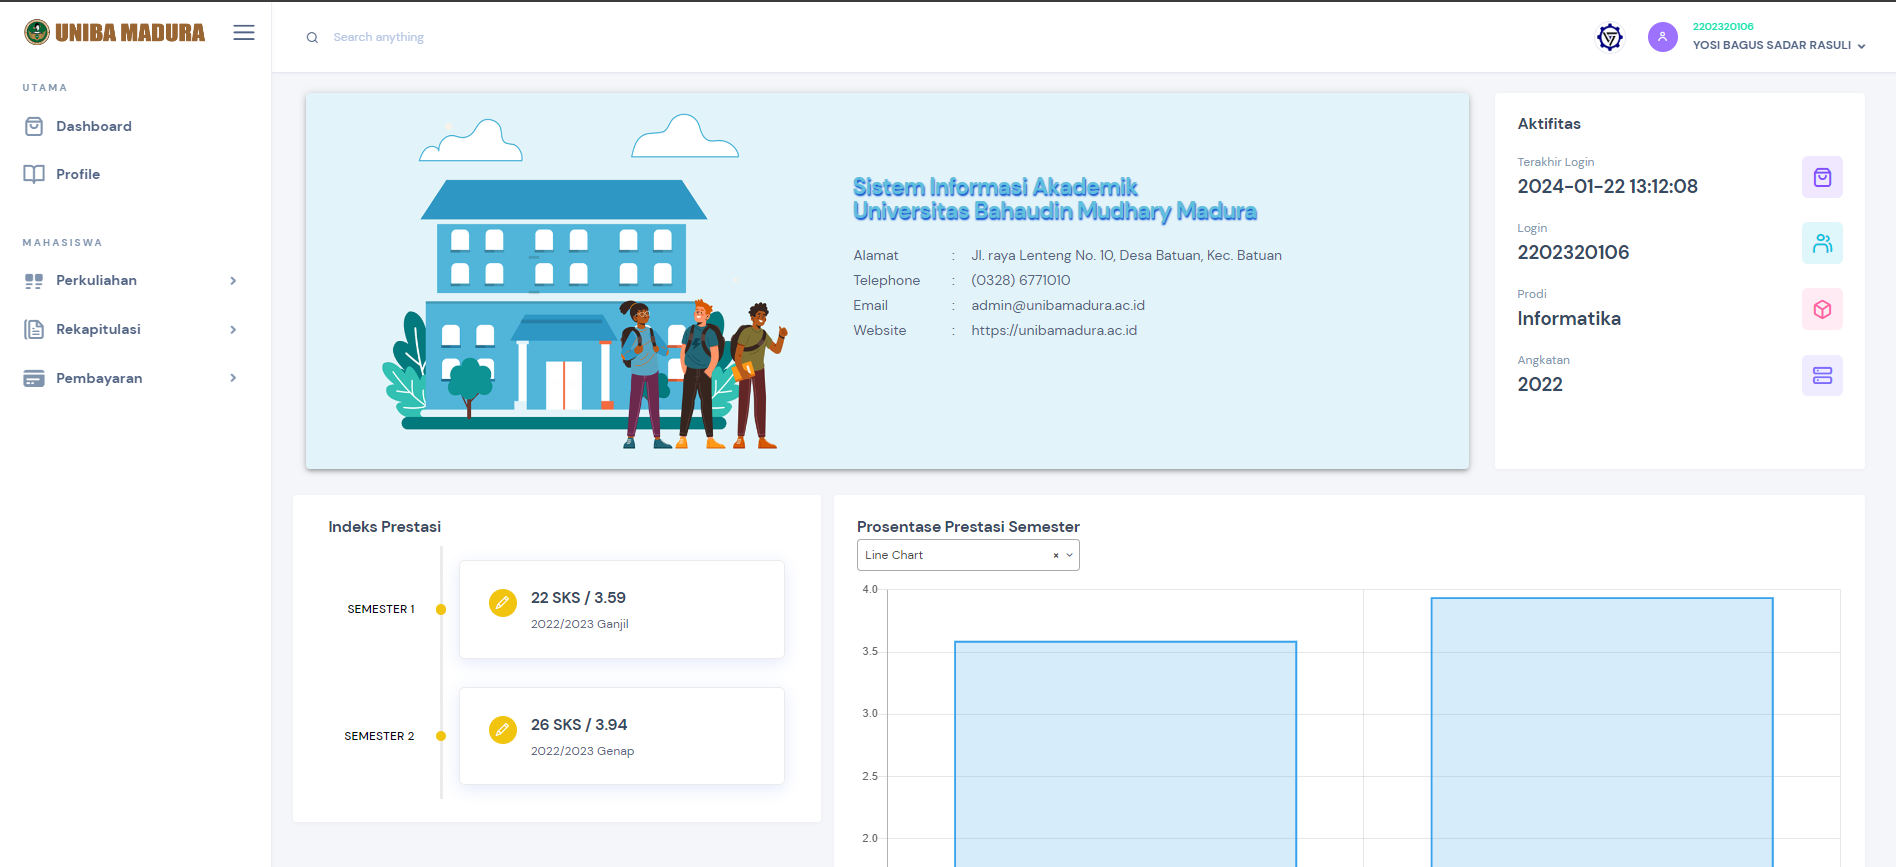 UNIBA MADURA
Search anything
2202320106
YOSI BAGUS SADAR RASULI
UTAMA
Dashboard
Profile
MAHASISWA
Perkuliahan
Rekapitulasi
Pembayaran
Sistem Informasi Akademik
Universitas Bahaudin Mudhary Madura
Alamat : Jl. raya Lenteng No. 10, Desa Batuan, Kec. Batuan
Telephone : (0328) 6771010
Email : admin@unibamadura.ac.id
Website : https://unibamadura.ac.id
Aktifitas
Terakhir Login
2024-01-22 13:12:08
Login
2202320106
Prodi
Informatika
Angkatan
2022
Indeks Prestasi
SEMESTER 1
22 SKS / 3.59
2022/2023 Ganjil
SEMESTER 2
26 SKS / 3.94
2022/2023 Genap
Prosentase Prestasi Semester
Line Chart ×
4.0
3.5
3.0
2.5
2.0